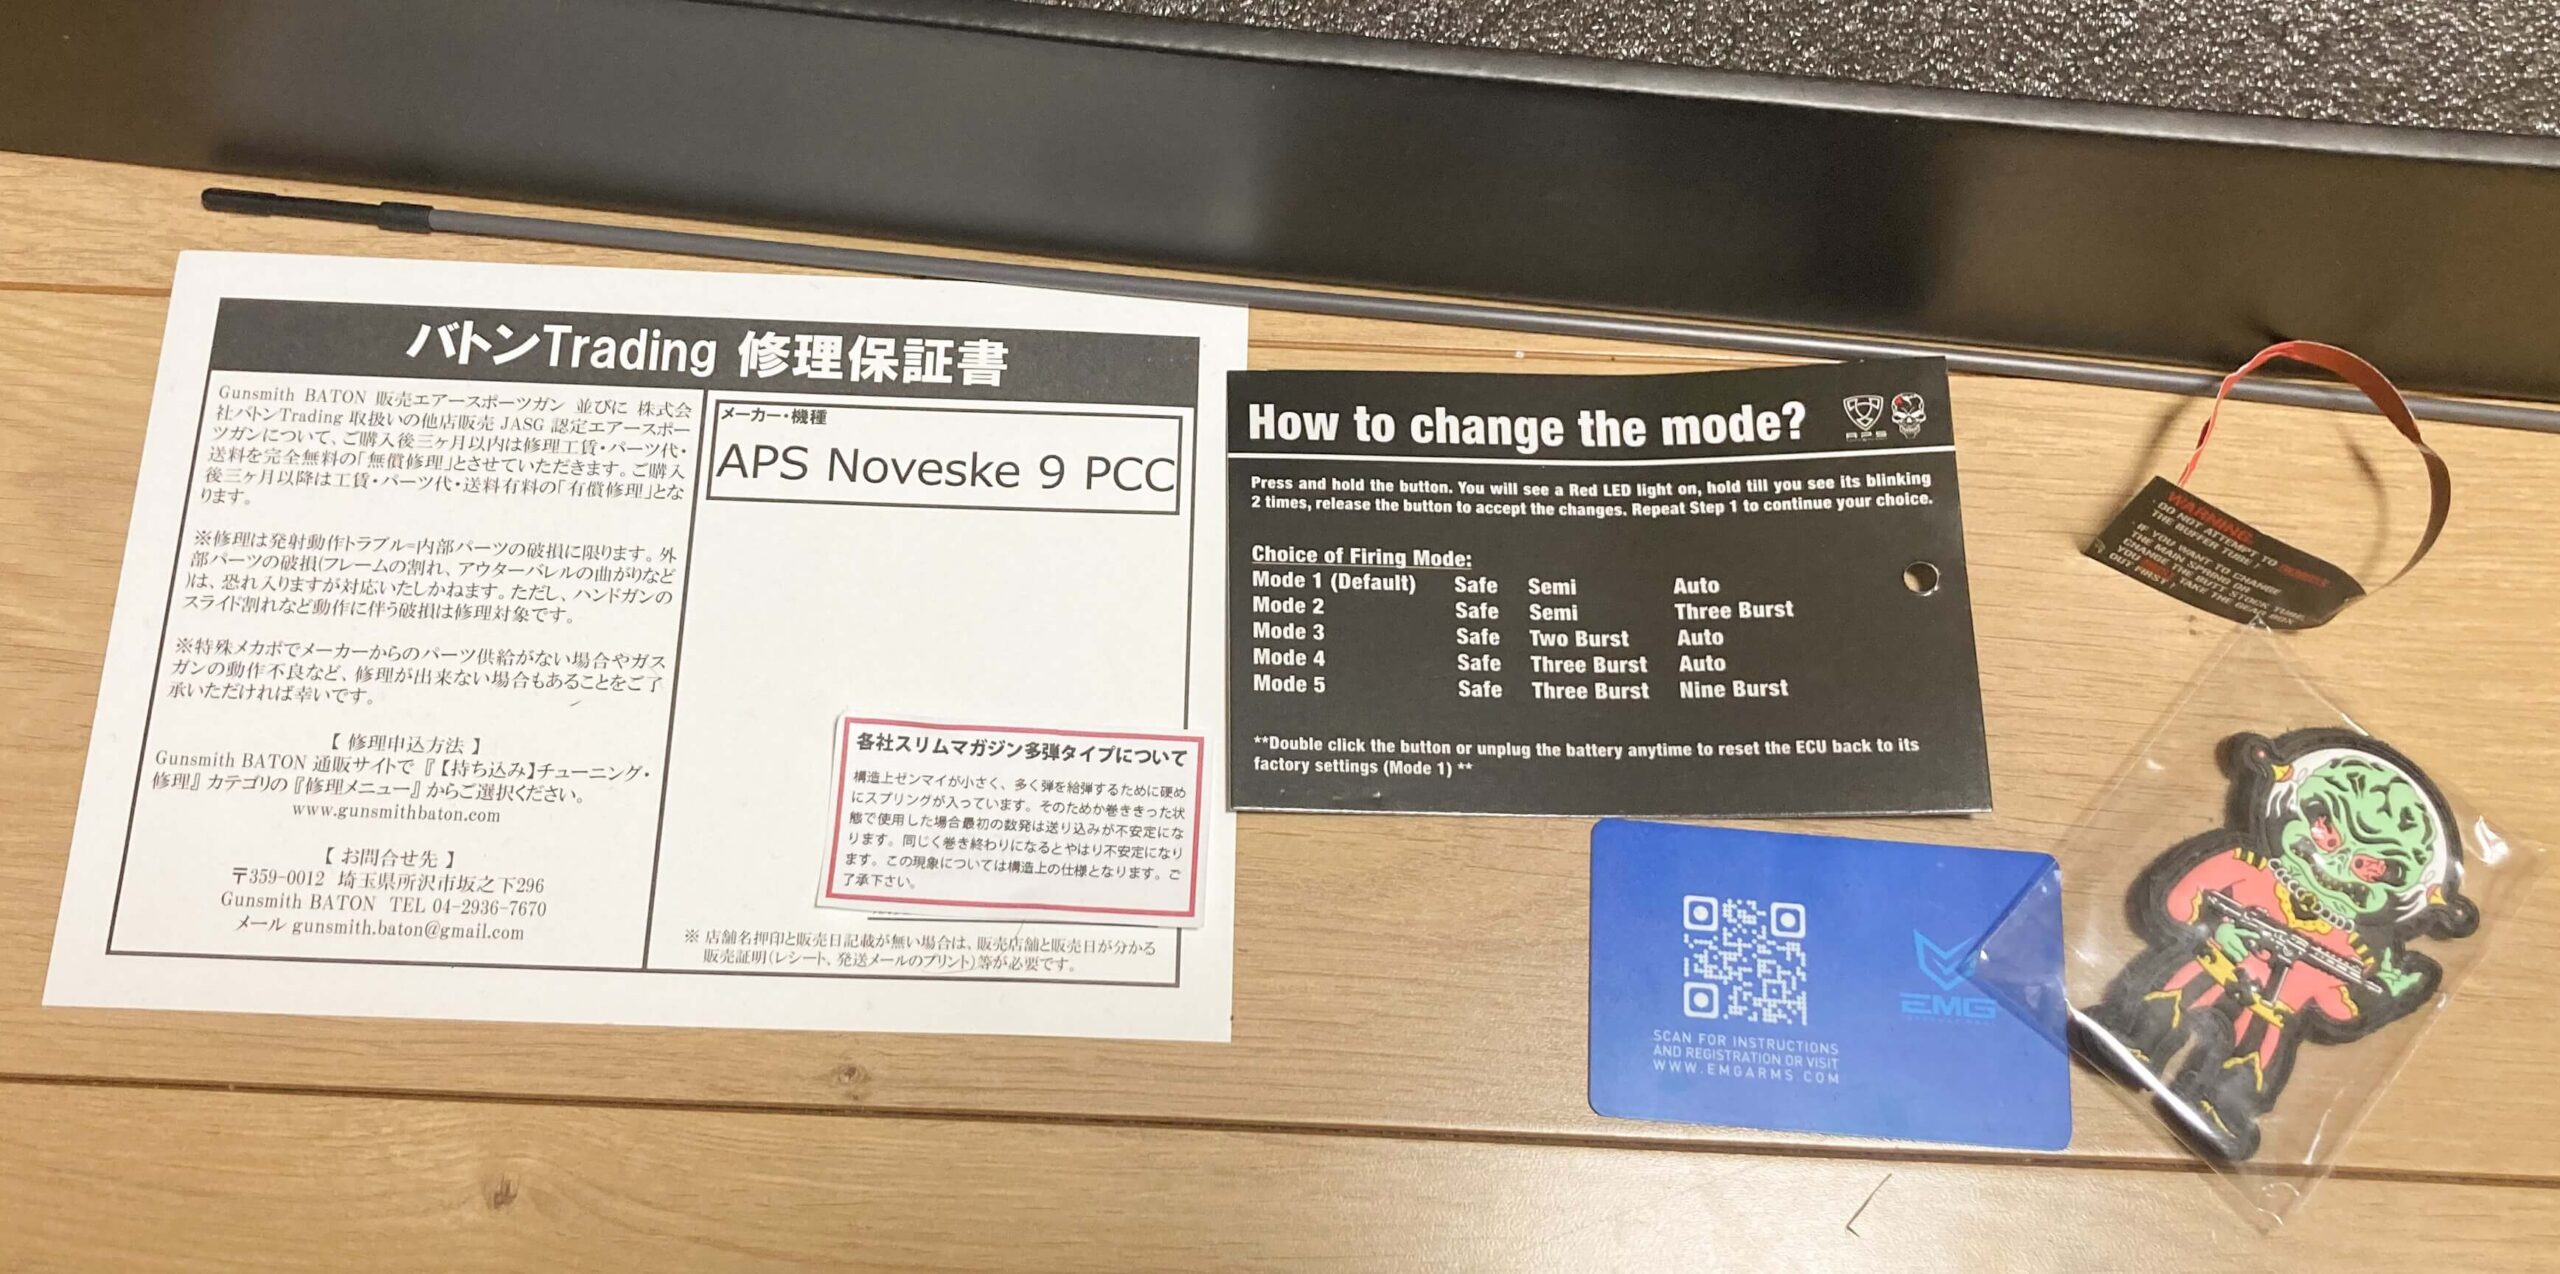 バトンTrading 修理保証書
Gunsmith BATON 販売エアースポーツガン 並びに 株式会
社バトンTrading 取扱いの他店販売 JASG 認定エアースポー
ツガンについて、ご購入後三ヶ月以内は修理工賃・パーツ代・
送料を完全無料の「無償修理」とさせていただきます。ご購入
後三ヶ月以降は工賃・パーツ代・送料有料の「有償修理」とな
ります。
※修理は発射動作トラブル=内部パーツの破損に限ります。外
部パーツの破損(フレームの割れ、アウターバレルの曲がりなど
)は、恐れ入りますが対応いたしかねます。ただし、ハンドガンの
スライド割れなど動作に伴う破損は修理対象です。
※特殊メカボでメーカーからのパーツ供給がない場合やガス
ガンの動作不良など、修理が出来ない場合もあることをご了
承いただければ幸いです。
【 修理申込方法 】
Gunsmith BATON 通販サイトで『【持ち込み】チューニング・
修理』カテゴリの『修理メニュー』からご選択ください。
www.gunsmithbaton.com
【 お問合せ先 】
〒359-0012 埼玉県所沢市坂之下296
Gunsmith BATON TEL 04-2936-7670
メール gunsmith.baton@gmail.com
メーカー・機種
APS Noveske 9 PCC
各社スリムマガジン多弾タイプについて
構造上ゼンマイが小さく、多く弾を給弾するために硬め
にスプリングが入っています。そのためか巻ききった状
態で使用した場合最初の数発は送り込みが不安定にな
ります。同じく巻き終わりになるとやはり不安定になり
ます。この現象については構造上の仕様となります。ご
了承下さい。
※ 店舗名押印と販売日記載が無い場合は、販売店舗と販売日が分かる
販売証明(レシート、発送メールのプリント)等が必要です。
How to change the mode?
APS
Press and hold the button. You will see a Red LED light on, hold till you see its blinking
2 times, release the button to accept the changes. Repeat Step 1 to continue your choice.
Choice of Firing Mode:
Mode 1 (Default) Safe Semi Auto
Mode 2 Safe Semi Three Burst
Mode 3 Safe Two Burst Auto
Mode 4 Safe Three Burst Auto
Mode 5 Safe Three Burst Nine Burst
**Double click the button or unplug the battery anytime to reset the ECU back to its
factory settings (Mode 1) **
WARNING
DO NOT ATTEMPT TO
THE BUFFER TUBE
IF YOU WANT TO CHANGE
THE MAIN SPRING OR
CHANGE THE BUTT STOCK TUBE
YOU TAKE THE GEAR BOX
OUT FIRST
EMG
SCAN FOR INSTRUCTIONS
AND REGISTRATION OR VISIT
WWW.EMGARMS.COM